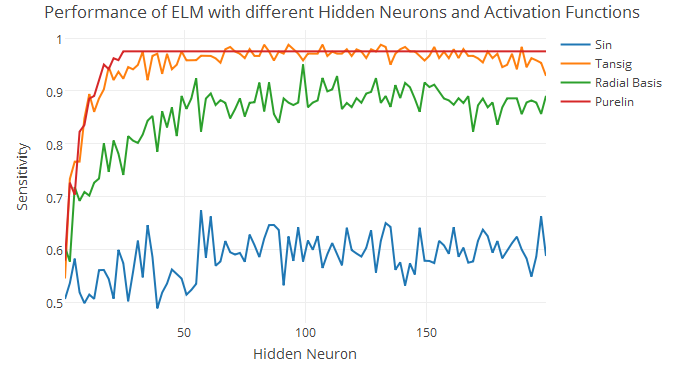 Performance of ELM with different Hidden Neurons and Activation Functions
1
0.9
0.8
0.7
0.6
0.5
Sensitivity
50
100
150
Hidden Neuron
Sin
Tansig
Radial Basis
Purelin